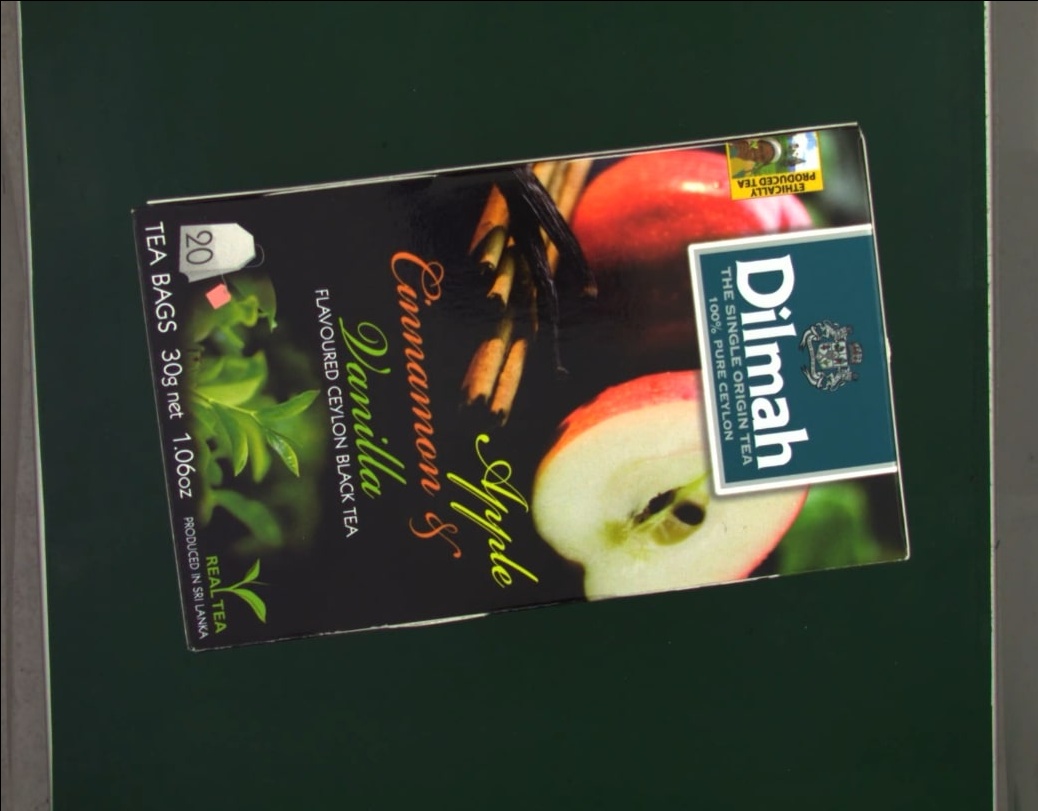 ETHICALLY
PRODUCED TEA
Dilmah
THE SINGLE ORIGIN TEA
100% PURE CEYLON
Apple
Cinnamon &
Vanilla
FLAVOURED CEYLON BLACK TEA
REAL TEA
20
TEA BAGS 30g net 1.06oz PRODUCED IN SRI LANKA